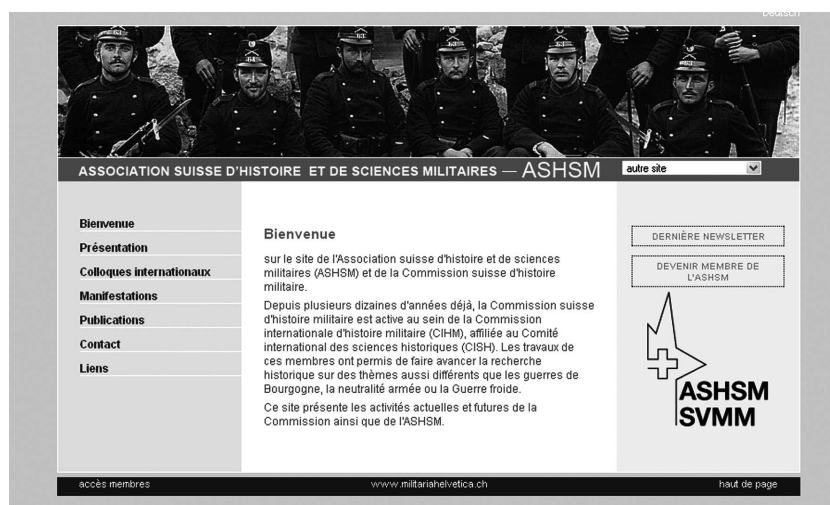 Deutsch
ASSOCIATION SUISSE D'HISTOIRE ET DE SCIENCES MILITAIRES — ASHSM
autre site
Bienvenue
Présentation
Colloques internationaux
Manifestations
Publications
Contact
Liens
Bienvenue
sur le site de l'Association suisse d'histoire et de sciences
militaires (ASHSM) et de la Commission suisse d'histoire
militaire.
Depuis plusieurs dizaines d'années déjà, la Commission suisse
d'histoire militaire est active au sein de la Commission
internationale d'histoire militaire (CIHM), affiliée au Comité
international des sciences historiques (CISH). Les travaux de
ces membres ont permis de faire avancer la recherche
historique sur des thèmes aussi différents que les guerres de
Bourgogne, la neutralité armée ou la Guerre froide.
Ce site présente les activités actuelles et futures de la
Commission ainsi que de l'ASHSM.
DERNIÈRE NEWSLETTER
DEVENIR MEMBRE DE
L'ASHSM
ASHSM
SVMM
accès membres
www.militariahelvetica.ch
haut de page